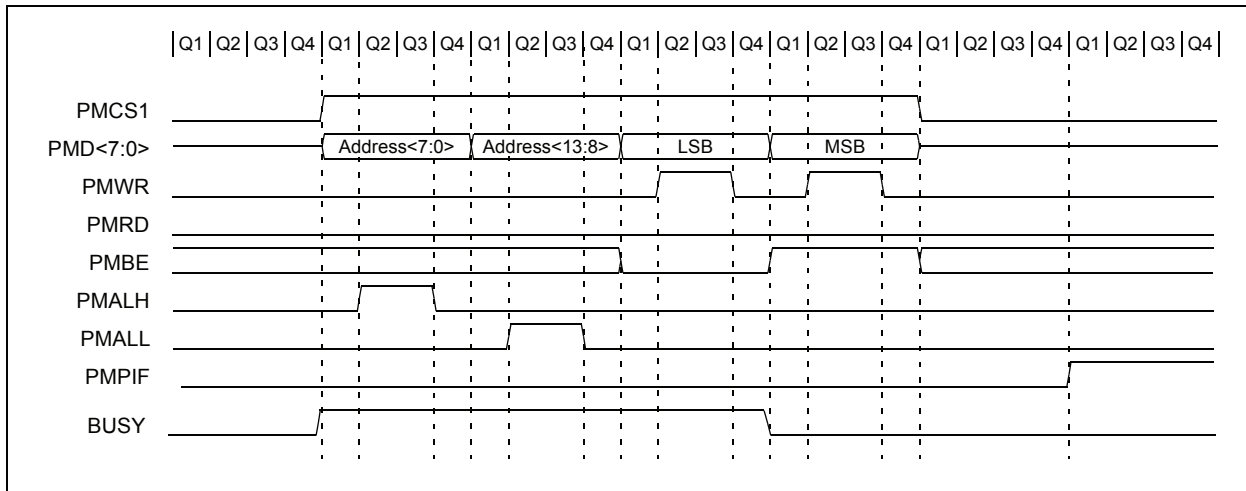 Q1 Q2 Q3 Q4 Q1 Q2 Q3 Q4 Q1 Q2 Q3 Q4 Q1 Q2 Q3 Q4 Q1 Q2 Q3 Q4 Q1 Q2 Q3 Q4 Q1 Q2 Q3 Q4
PMCS1
PMD<7:0> Address<7:0> Address<13:8> LSB MSB
PMWR
PMRD
PMBE
PMALH
PMALL
PMPIF
BUSY